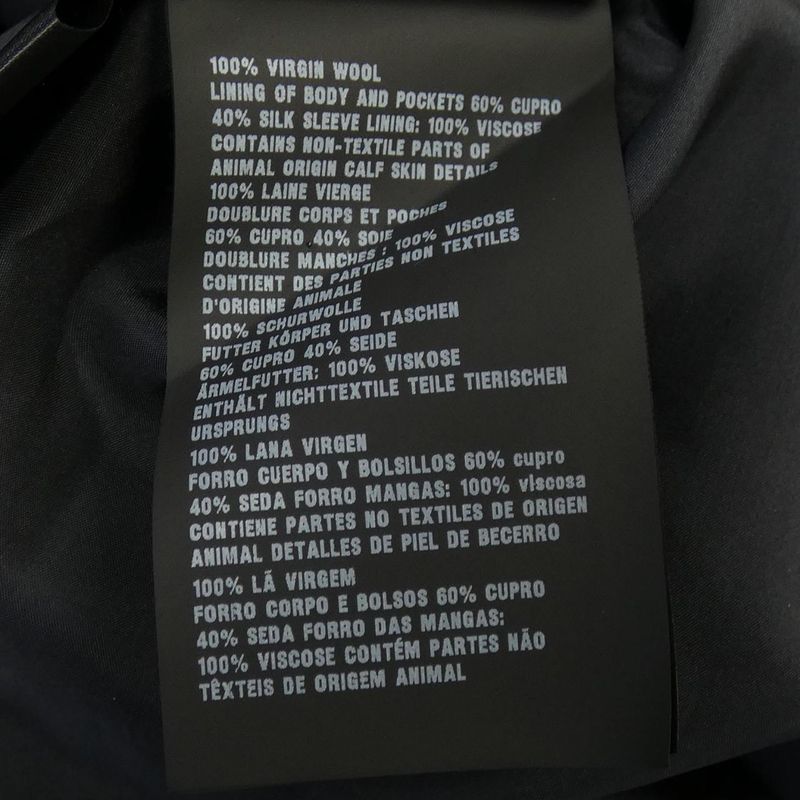 100% VIRGIN WOOL
LINING OF BODY AND POCKETS 60% CUPRO
40% SILK SLEEVE LINING: 100% VISCOSE
CONTAINS NON-TEXTILE PARTS OF
ANIMAL ORIGIN CALF SKIN DETAILS
100% LAINE VIERGE
DOUBLURE CORPS ET POCHES
60% CUPRO 40% SOIE
DOUBLURE MANCHES : 100% VISCOSE
CONTIENT DES PARTIES NON TEXTILES
D'ORIGINE ANIMALE
100% SCHURWOLLE
FUTTER KÖRPER UND TASCHEN
60% CUPRO 40% SEIDE
ÄRMELFUTTER: 100% VISKOSE
ENTHÄLT NICHTTEXTILE TEILE TIERISCHEN
URSPRUNGS
100% LANA VIRGEN
FORRO CUERPO Y BOLSILLOS 60% cupro
40% SEDA FORRO MANGAS: 100% viscosa
CONTIENE PARTES NO TEXTILES DE ORIGEN
ANIMAL DETALLES DE PIEL DE BECERRO
100% LÃ VIRGEM
FORRO CORPO E BOLSOS 60% CUPRO
40% SEDA FORRO DAS MANGAS:
100% VISCOSE CONTÉM PARTES NÃO
TÊXTEIS DE ORIGEM ANIMAL